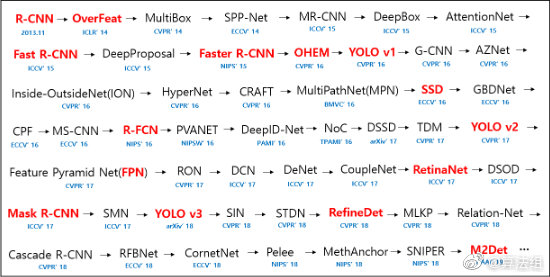 R-CNN → OverFeat → MultiBox → SPP-Net → MR-CNN → DeepBox → AttentionNet →
2013.11 ICLR' 14 CVPR' 14 ECCV' 14 ICCV' 15 ICCV' 15 ICCV' 15
Fast R-CNN → DeepProposal → Faster R-CNN → OHEM → YOLO v1 → G-CNN → AZNet →
ICCV' 15 ICCV' 15 NIPS' 15 CVPR' 16 CVPR' 16 CVPR' 16 CVPR' 16
Inside-OutsideNet(ION) → HyperNet → CRAFT → MultiPathNet(MPN) → SSD → GBDNet →
CVPR' 16 CVPR' 16 CVPR' 16 BMVC' 16 ECCV' 16 ECCV' 16
CPF → MS-CNN → R-FCN → PVANET → DeepID-Net → NoC → DSSD → TDM → YOLO v2 →
ECCV' 16 ECCV' 16 NIPS' 16 NIPSW' 16 PAMI' 16 TPAMI' 16 arXiv' 17 CVPR' 17 CVPR' 17
Feature Pyramid Net(FPN) → RON → DCN → DeNet → CoupleNet → RetinaNet → DSOD →
CVPR' 17 CVPR' 17 ICCV' 17 ICCV' 17 ICCV' 17 ICCV' 17 ICCV' 17
Mask R-CNN → SMN → YOLO v3 → SIN → STDN → RefineDet → MLKP → Relation-Net →
ICCV' 17 ICCV' 17 arXiv' 18 CVPR' 18 CVPR' 18 CVPR' 18 CVPR' 18 CVPR' 18
Cascade R-CNN → RFBNet → CornetNet → Pelee → MethAnchor → SNIPER → M2Det ...
CVPR' 18 ECCV' 18 ECCV' 18 NIPS' 18 NIPS' 18 NIPS' 18